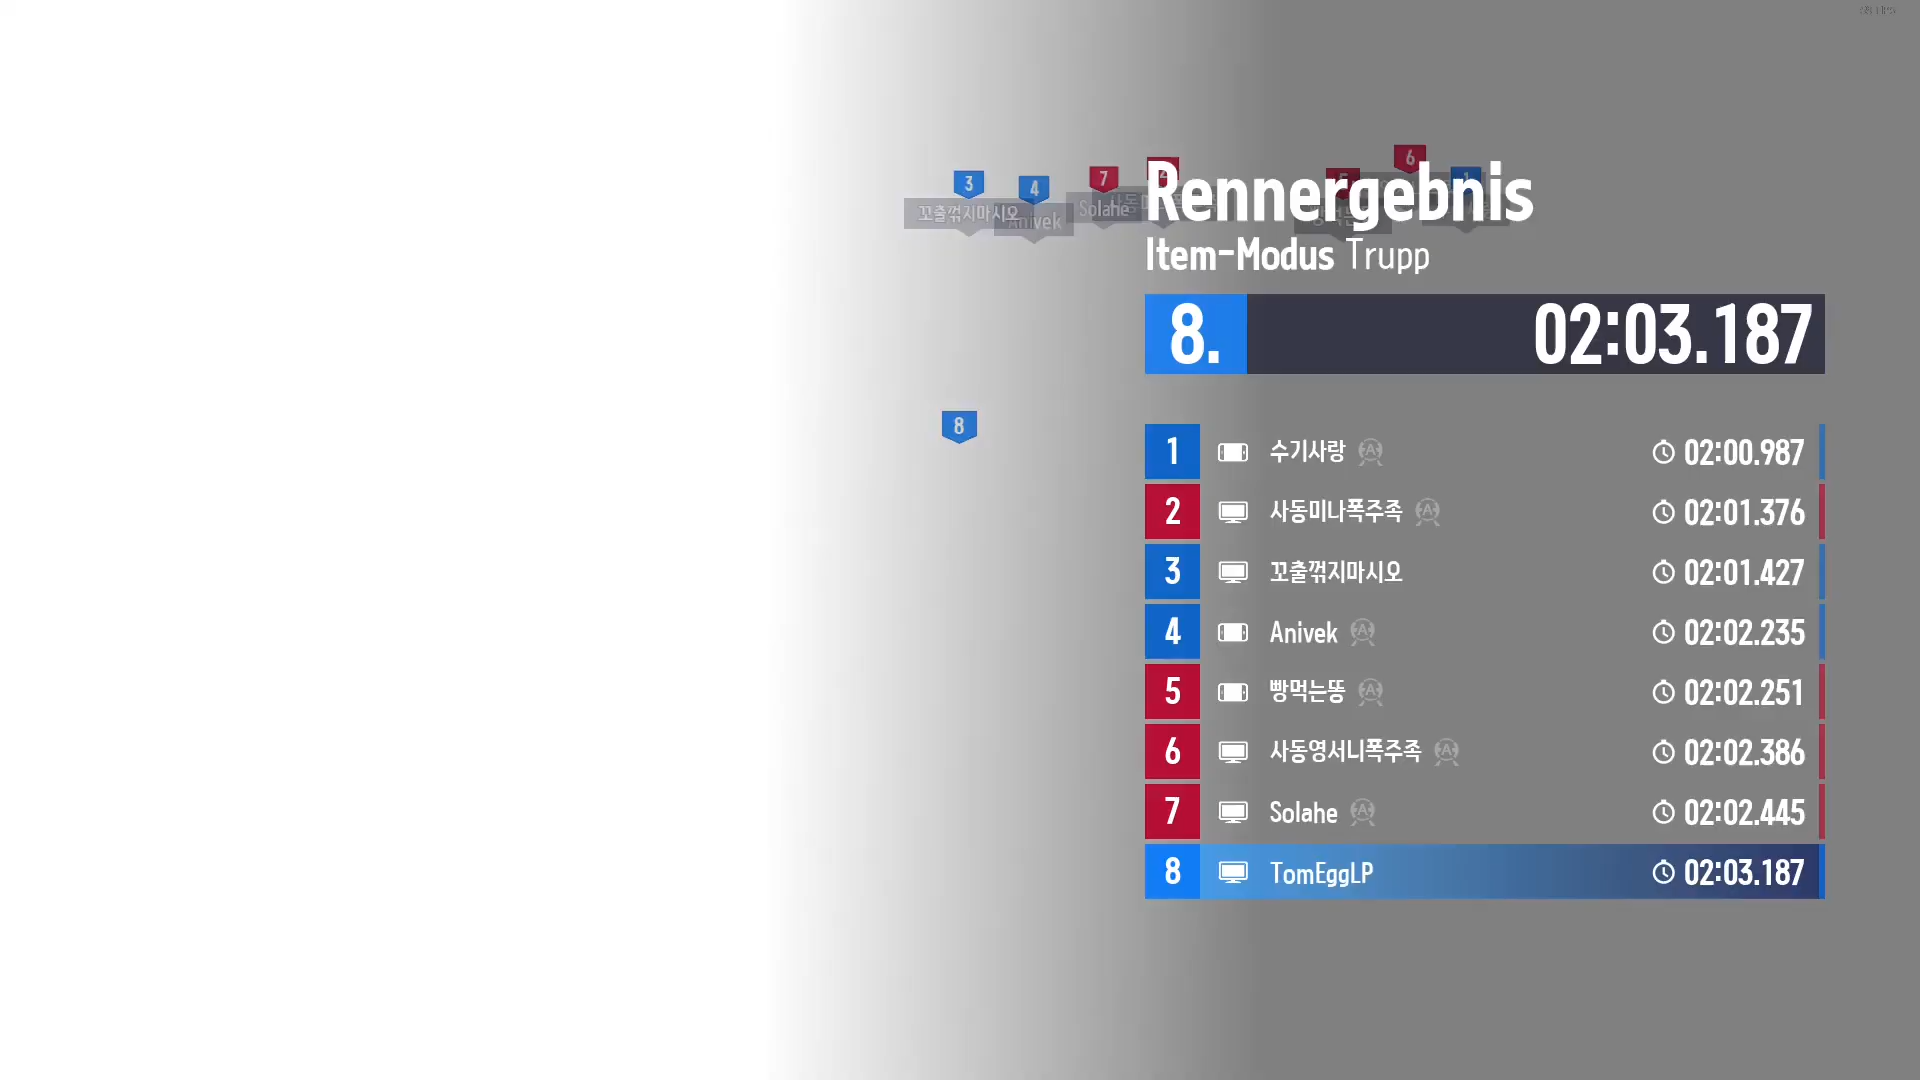 3
꼬출꺾지마시오
4
Anivek
7
Solahe
6
Rennergebnis
Item-Modus Trupp
8. 02:03.187
8
1 수기사랑 02:00.987
2 사동미나폭주족 02:01.376
3 꼬출꺾지마시오 02:01.427
4 Anivek 02:02.235
5 빵먹는똥 02:02.251
6 사동영서니폭주족 02:02.386
7 Solahe 02:02.445
8 TomEggLP 02:03.187